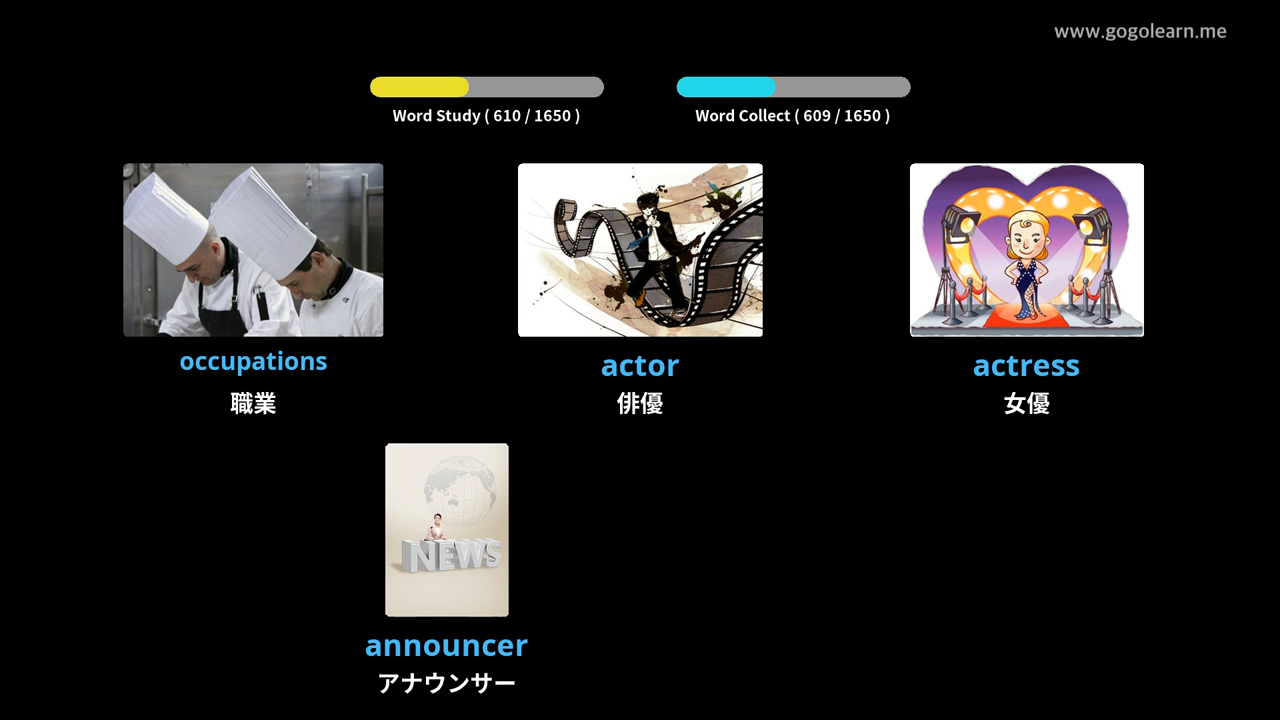 www.gogolearn.me
Word Study ( 610 / 1650 )
Word Collect ( 609 / 1650 )
occupations
職業
actor
俳優
actress
女優
NEWS
announcer
アナウンサー